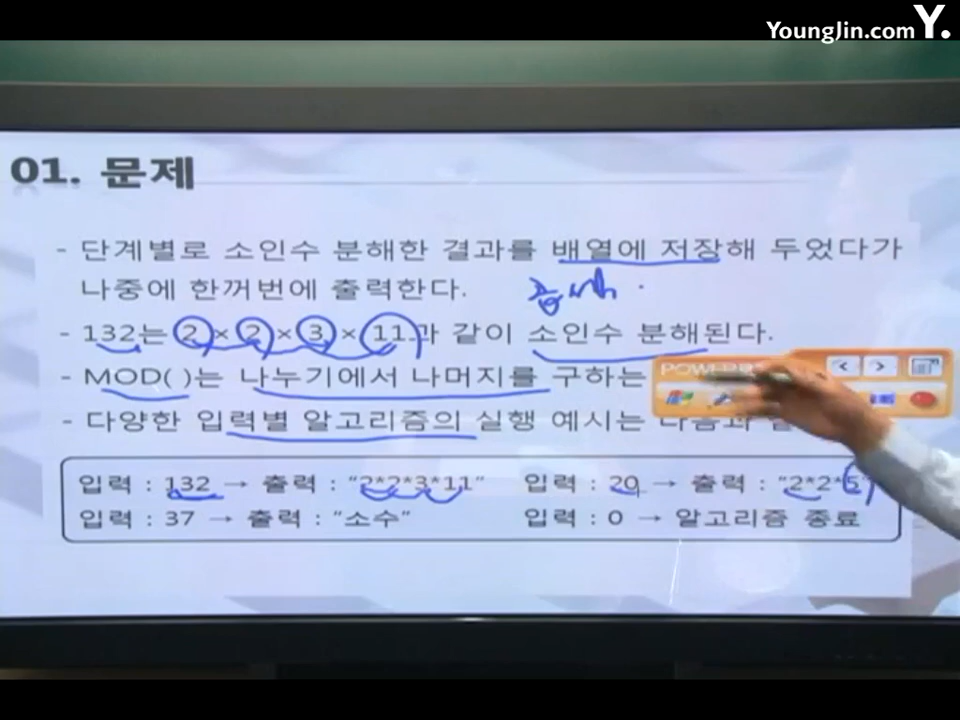 YoungJin.com Y.
01. 문제
- 단계별로 소인수 분해한 결과를 배열에 저장해 두었다가
나중에 한꺼번에 출력한다.
- 132는 2×2×3×11과 같이 소인수 분해된다.
- MOD( )는 나누기에서 나머지를 구하는
- 다양한 입력별 알고리즘의 실행 예시는 다음과
입력 : 132 → 출력 : "2*2*3*11" 입력 : 20 → 출력 : "2*2*5"
입력 : 37 → 출력 : "소수" 입력 : 0 → 알고리즘 종료